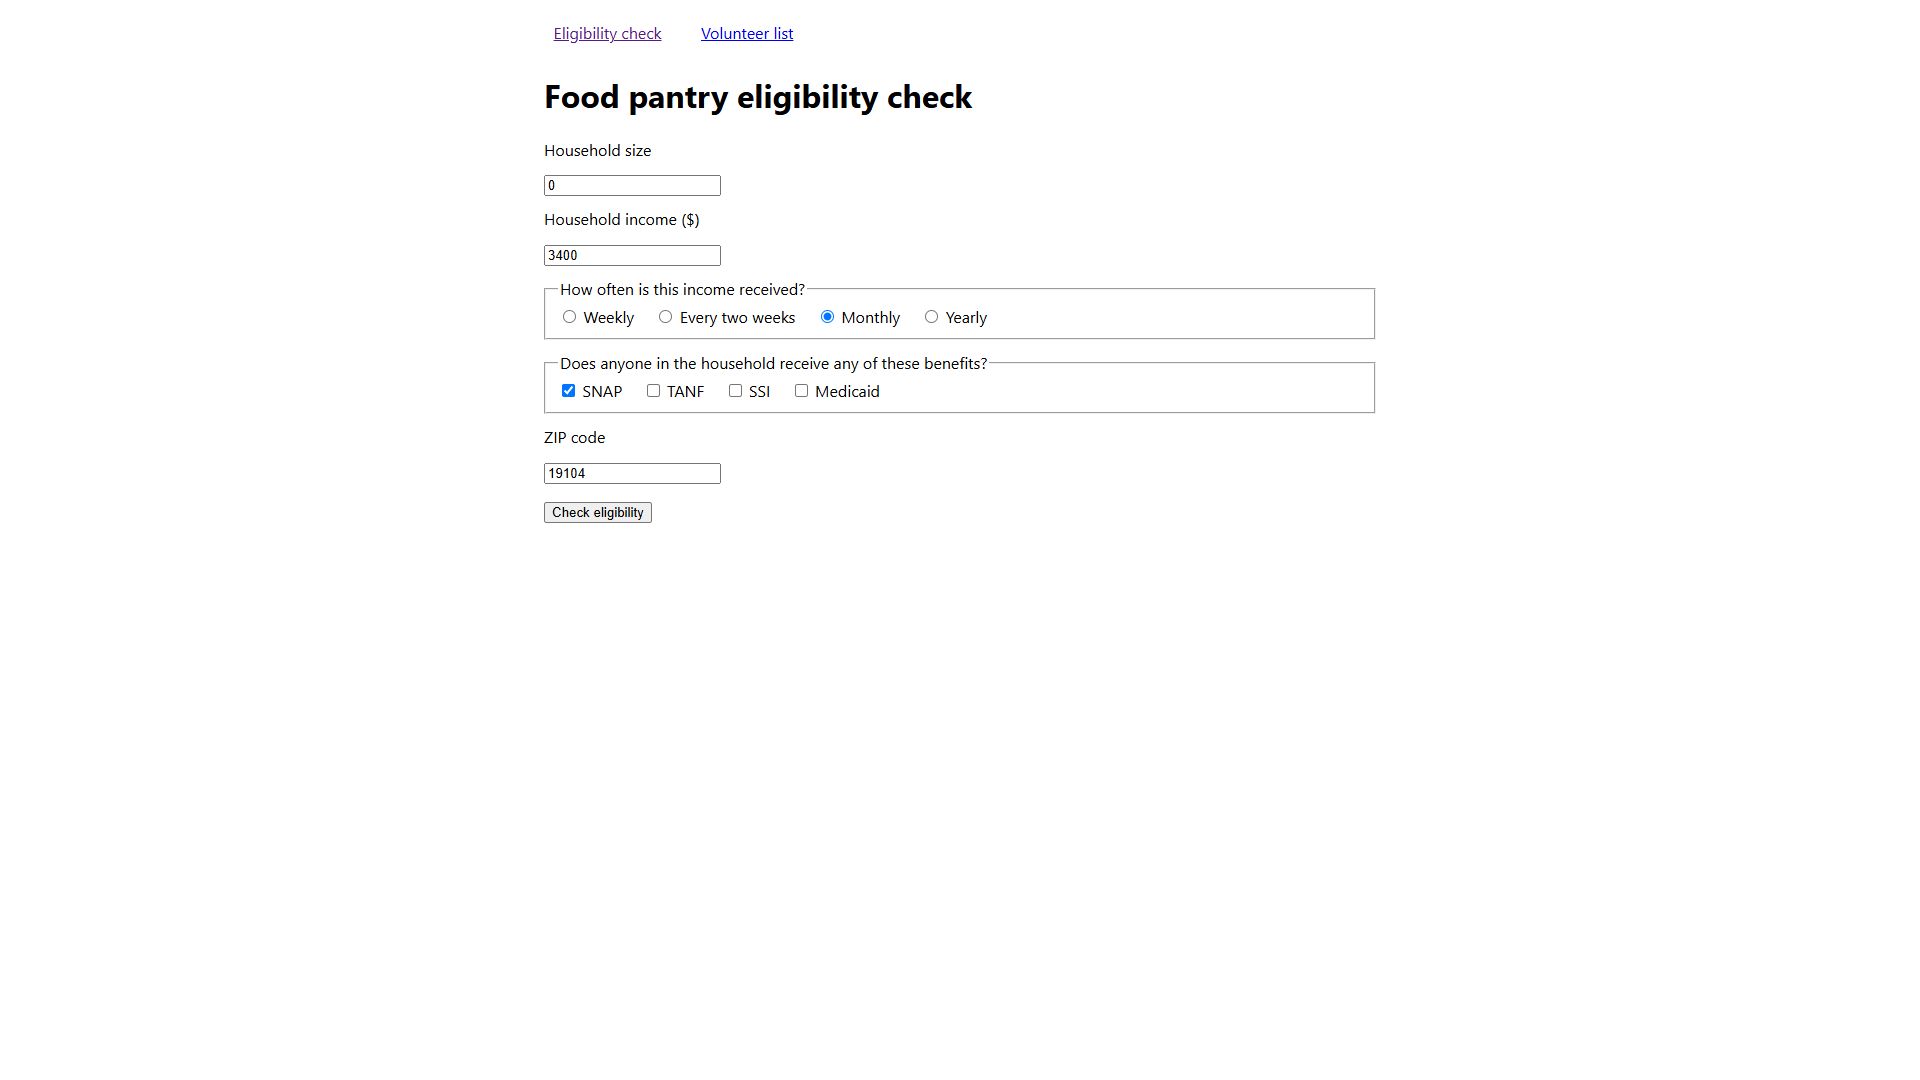 Eligibility check Volunteer list
Food pantry eligibility check
Household size
0
Household income ($)
3400
How often is this income received?
Weekly Every two weeks Monthly Yearly
Does anyone in the household receive any of these benefits?
SNAP TANF SSI Medicaid
ZIP code
19104
Check eligibility